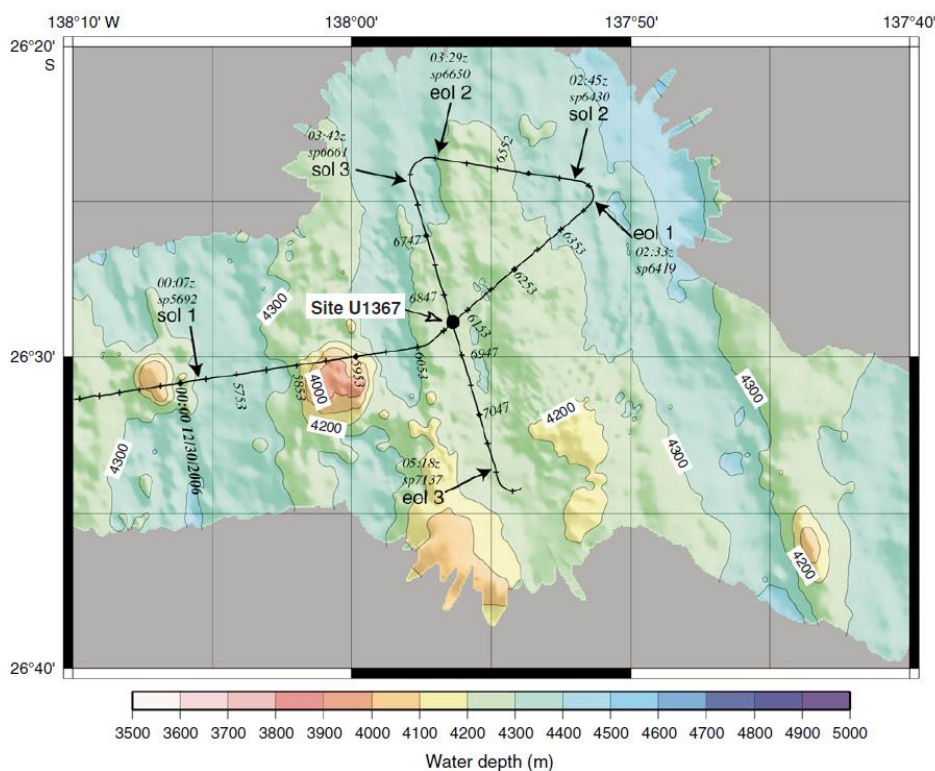 138°10' W
138°00'
137°50'
137°40'
26°20'
S
03:29z
sp6650
eol 2
02:45z
sp6430
sol 2
03:42z
sp6661
sol 3
6552
6747
6353
eol 1
02:33z
sp6419
6253
00:07z
sp5692
sol 1
4300
6847
Site U1367
6153
26°30'
6947
6053
5953
5853
5753
4000
4200
4300
7047
4200
4300
00:00 12/30/2006
4300
05:18z
sp7137
eol 3
4200
26°40'
3500 3600 3700 3800 3900 4000 4100 4200 4300 4400 4500 4600 4700 4800 4900 5000
Water depth (m)